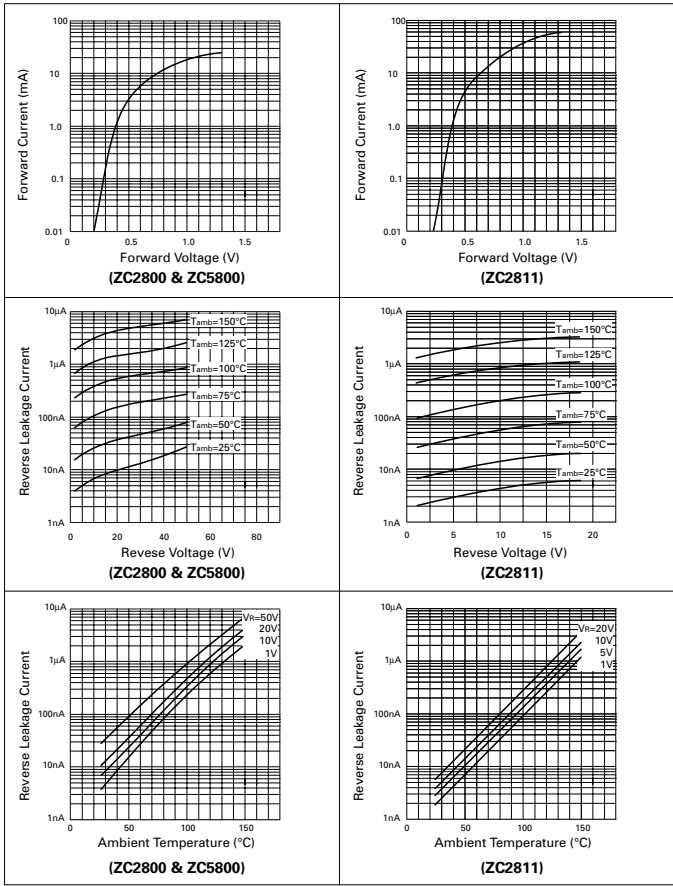 100
10
1.0
0.1
0.01
0
0.5
1.0
1.5
Forward Current (mA)
Forward Voltage (V)
(ZC2800 & ZC5800)
100
10
1.0
0.1
0.01
0
0.5
1.0
1.5
Forward Current (mA)
Forward Voltage (V)
(ZC2811)
10µA
1µA
100nA
10nA
1nA
0
20
40
60
80
Tamb=150°C
Tamb=125°C
Tamb=100°C
Tamb=75°C
Tamb=50°C
Tamb=25°C
Reverse Leakage Current
Revese Voltage (V)
(ZC2800 & ZC5800)
10µA
1µA
100nA
10nA
1nA
0
5
10
15
20
Tamb=150°C
Tamb=125°C
Tamb=100°C
Tamb=75°C
Tamb=50°C
Tamb=25°C
Reverse Leakage Current
Revese Voltage (V)
(ZC2811)
10µA
1µA
100nA
10nA
1nA
0
50
100
150
VR=50V
20V
10V
1V
Reverse Leakage Current
Ambient Temperature (°C)
(ZC2800 & ZC5800)
10µA
1µA
100nA
10nA
1nA
0
50
100
150
VR=20V
10V
5V
1V
Reverse Leakage Current
Ambient Temperature (°C)
(ZC2811)